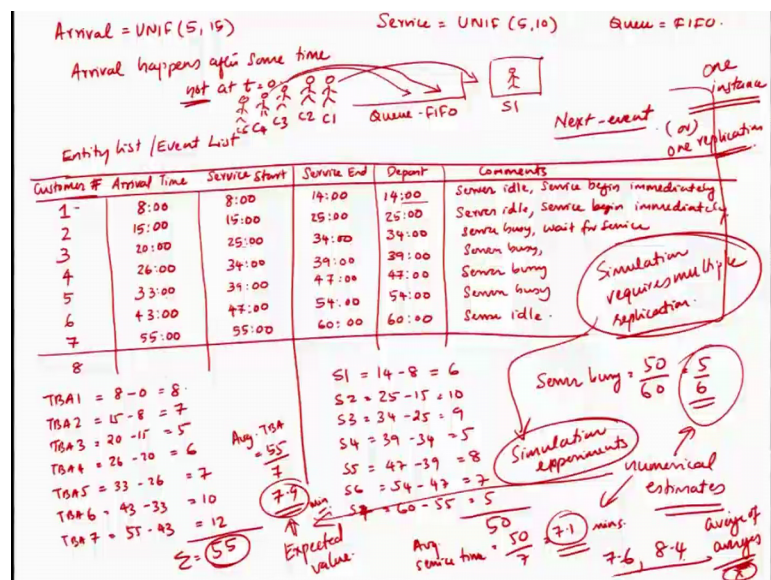 Arrival = UNIF(5, 15) Service = UNIF (5,10) Queue = FIFO.
Arrival happens after some time
not at t=0.
one
instance
(or)
one replication
Next-event
C5 C4 C3 C2 C1 Queue-FIFO S1
Entity list / Event List
Customer # Arrival Time Service Start Service End Depart Comments
1 8:00 8:00 14:00 14:00 Server idle, Service begin immediately
2 15:00 15:00 25:00 25:00 Server idle, Service begin immediately
3 20:00 25:00 34:00 34:00 Server busy, wait for service
4 26:00 34:00 39:00 39:00 Server busy,
5 33:00 39:00 47:00 47:00 Server busy
6 43:00 47:00 54:00 54:00 Server busy
7 55:00 55:00 60:00 60:00 Server idle.
8
Simulation
requires multiple
replication.
TBA1 = 8-0 = 8.
TBA2 = 15-8 = 7
TBA3 = 20-15 = 5
TBA4 = 26-20 = 6
TBA5 = 33-26 = 7
TBA6 = 43-33 = 10
TBA7 = 55-43 = 12
Σ = 55
Avg. TBA
= 55
7
7.9 min
Expected
value.
S1 = 14-8 = 6
S2 = 25-15 = 10
S3 = 34-25 = 9
S4 = 39-34 = 5
S5 = 47-39 = 8
S6 = 54-47 = 7
S7 = 60-55 = 5
50
Avg.
service time = 50
7
= 7.1 mins.
Simulation
experiments
Server busy = 50
60
= 5
6
numerical
estimates
7.6, 8.4
average of
averages